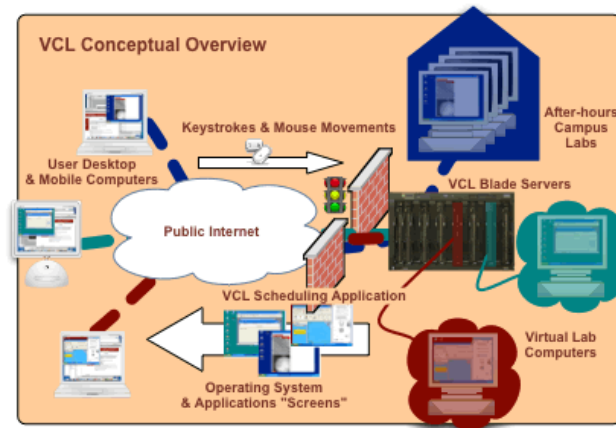 VCL Conceptual Overview
Keystrokes & Mouse Movements
After-hours
Campus
Labs
User Desktop
& Mobile Computers
VCL Blade Servers
Public Internet
VCL Scheduling Application
Virtual Lab
Computers
Operating System
& Applications "Screens"